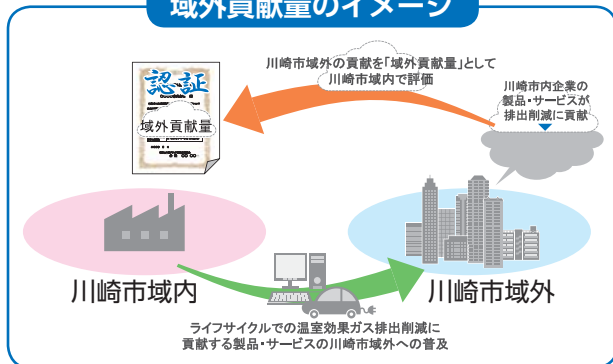 域外貢献量のイメージ
川崎市域外の貢献を「域外貢献量」として
川崎市域内で評価
川崎市内企業の
製品・サービスが
排出削減に貢献
認証
域外貢献量
川崎市域内
川崎市域外
ライフサイクルでの温室効果ガス排出削減に
貢献する製品・サービスの川崎市域外への普及